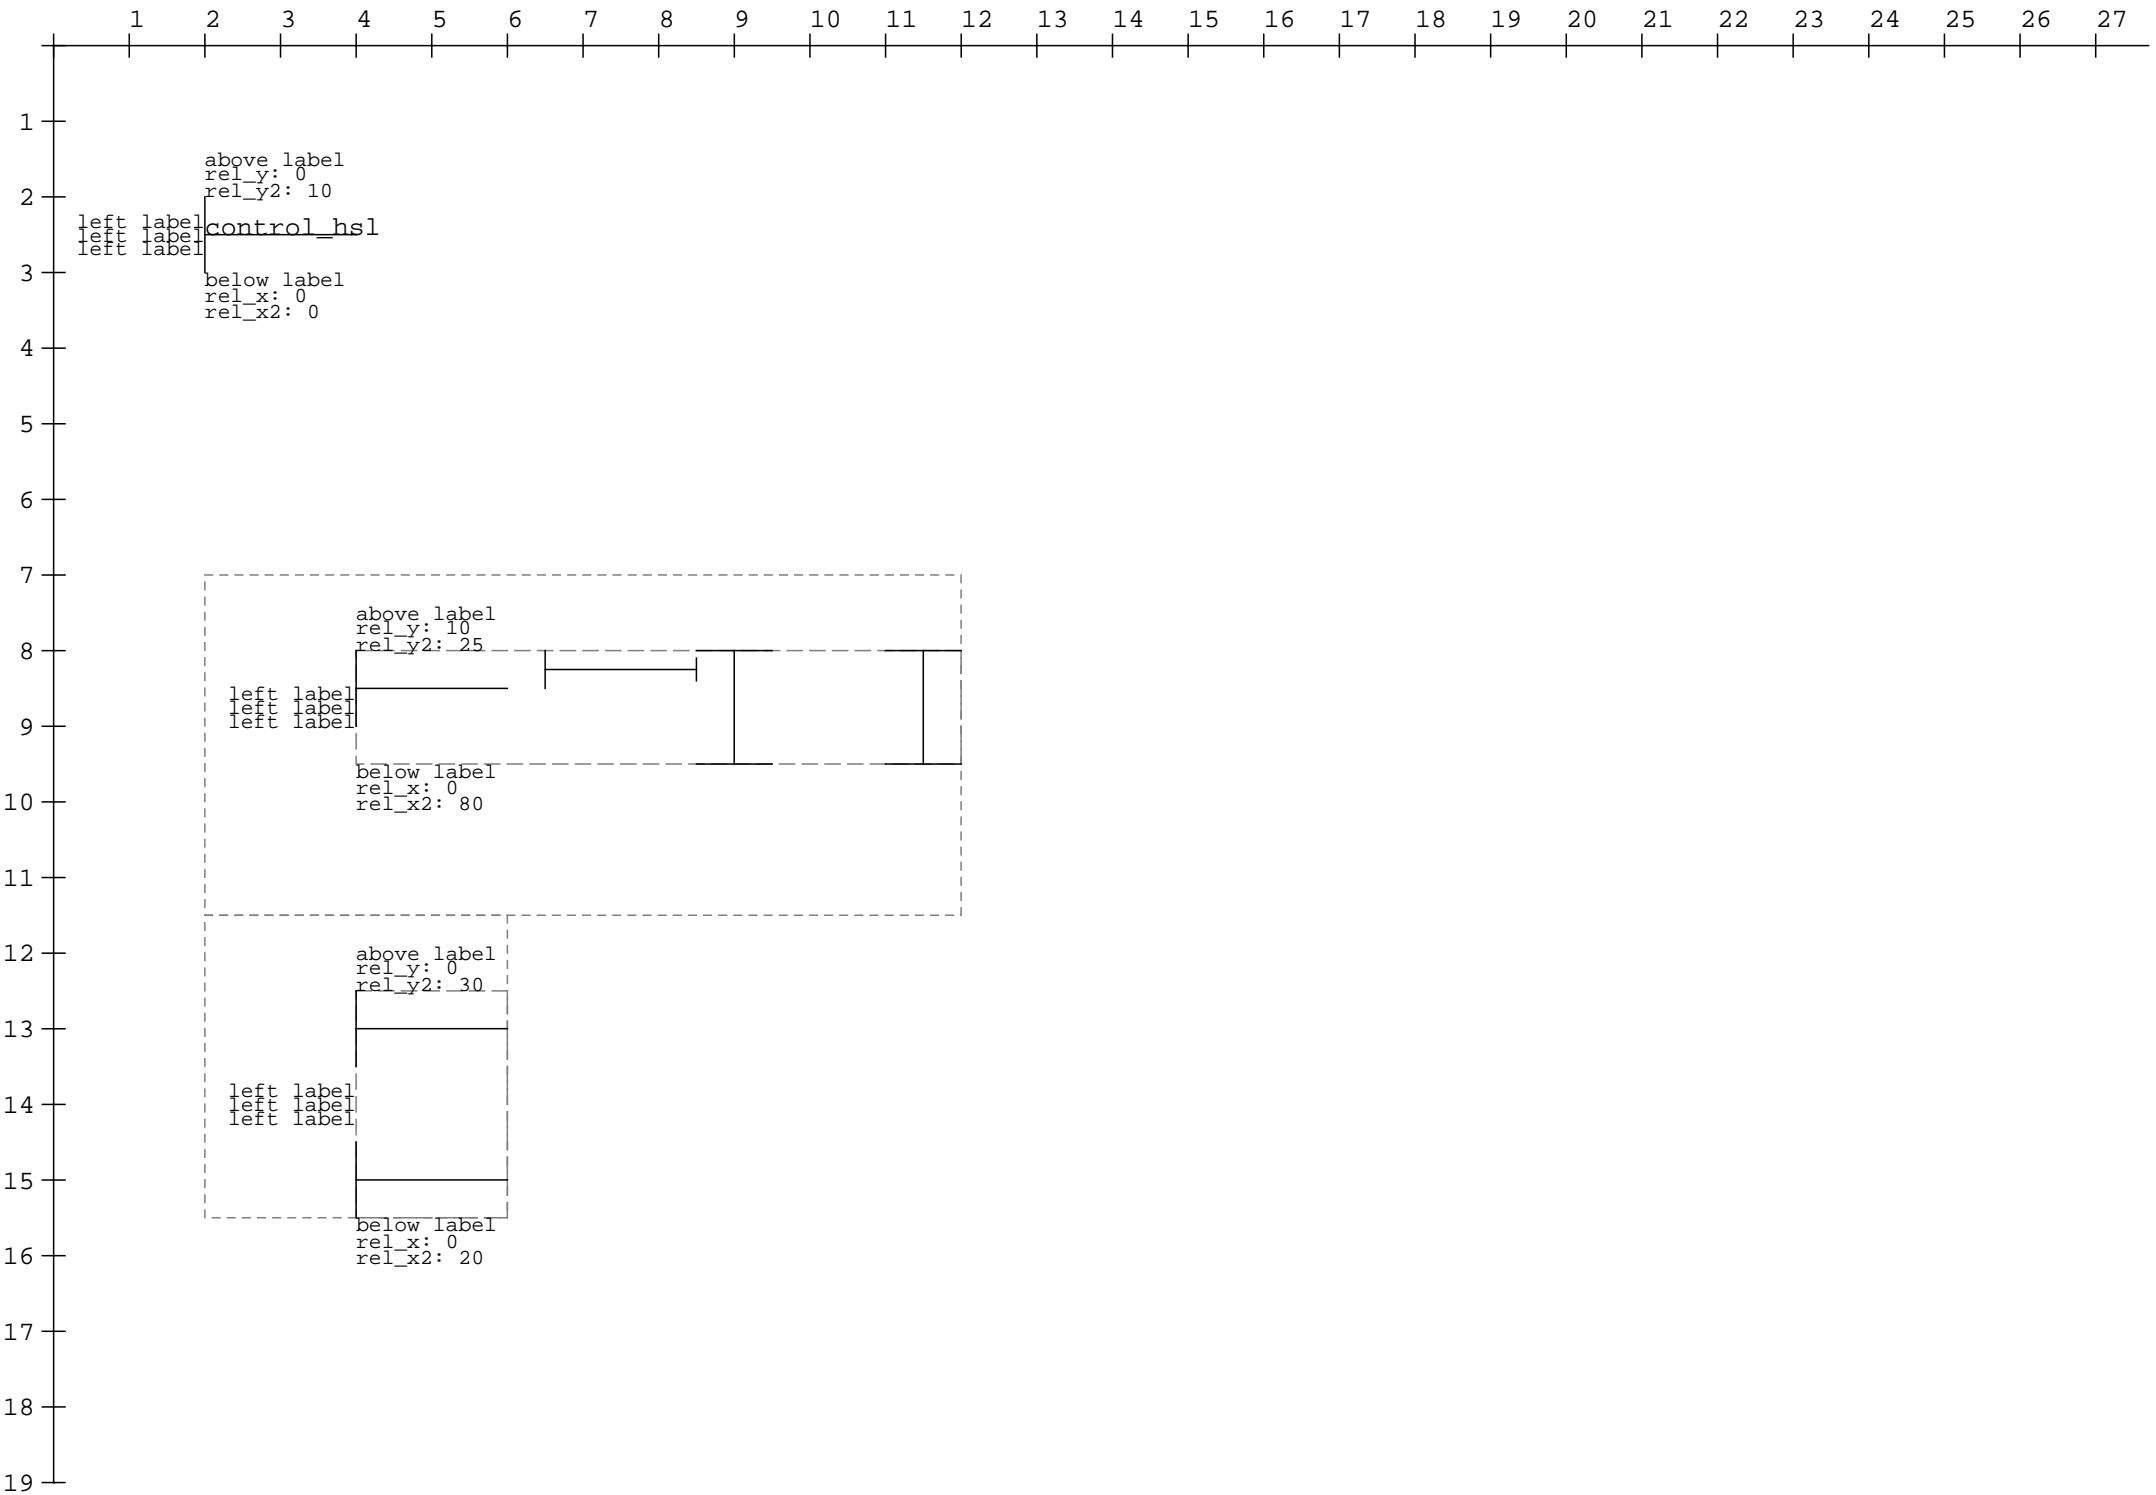 1 2 3 4 5 6 7 8 9 10 11 12 13 14 15 16 17 18 19 20 21 22 23 24 25 26 27
1
above label
rel_y: 0
rel_y2: 10
2
left label
left label
left label
control_hsl
3
below label
rel_x: 0
rel_x2: 0
4
5
6
7
above label
rel_y: 10
rel_y2: 25
8
left label
left label
left label
9
below label
rel_x: 0
rel_x2: 80
10
11
12
above label
rel_y: 0
rel_y2: 30
13
left label
left label
left label
14
15
below label
rel_x: 0
rel_x2: 20
16
17
18
19